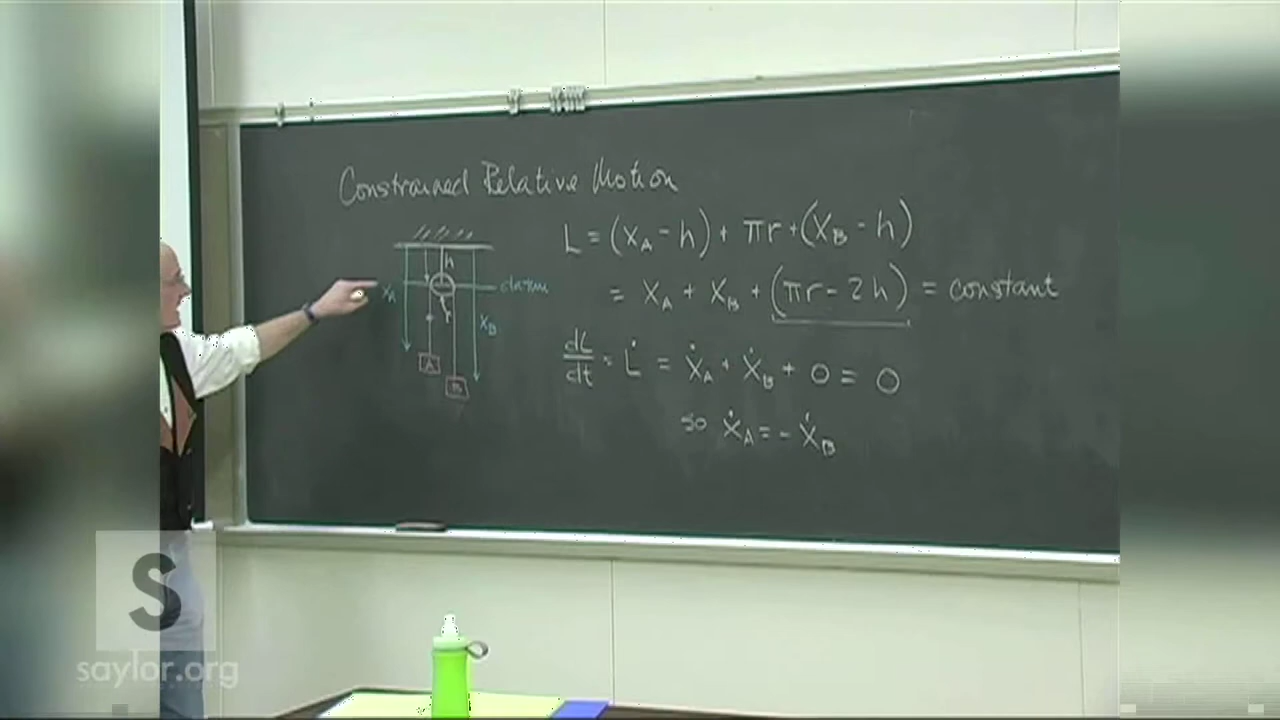 Constrained Relative Motion
L = (X_A - h) + πr + (X_B - h)
= X_A + X_B + (πr - 2h) = constant
dL/dt = L̇ = Ẋ_A + Ẋ_B + 0 = 0
so Ẋ_A = - Ẋ_B
h
X_A
datum
r
X_B
A
B
S
saylor.org